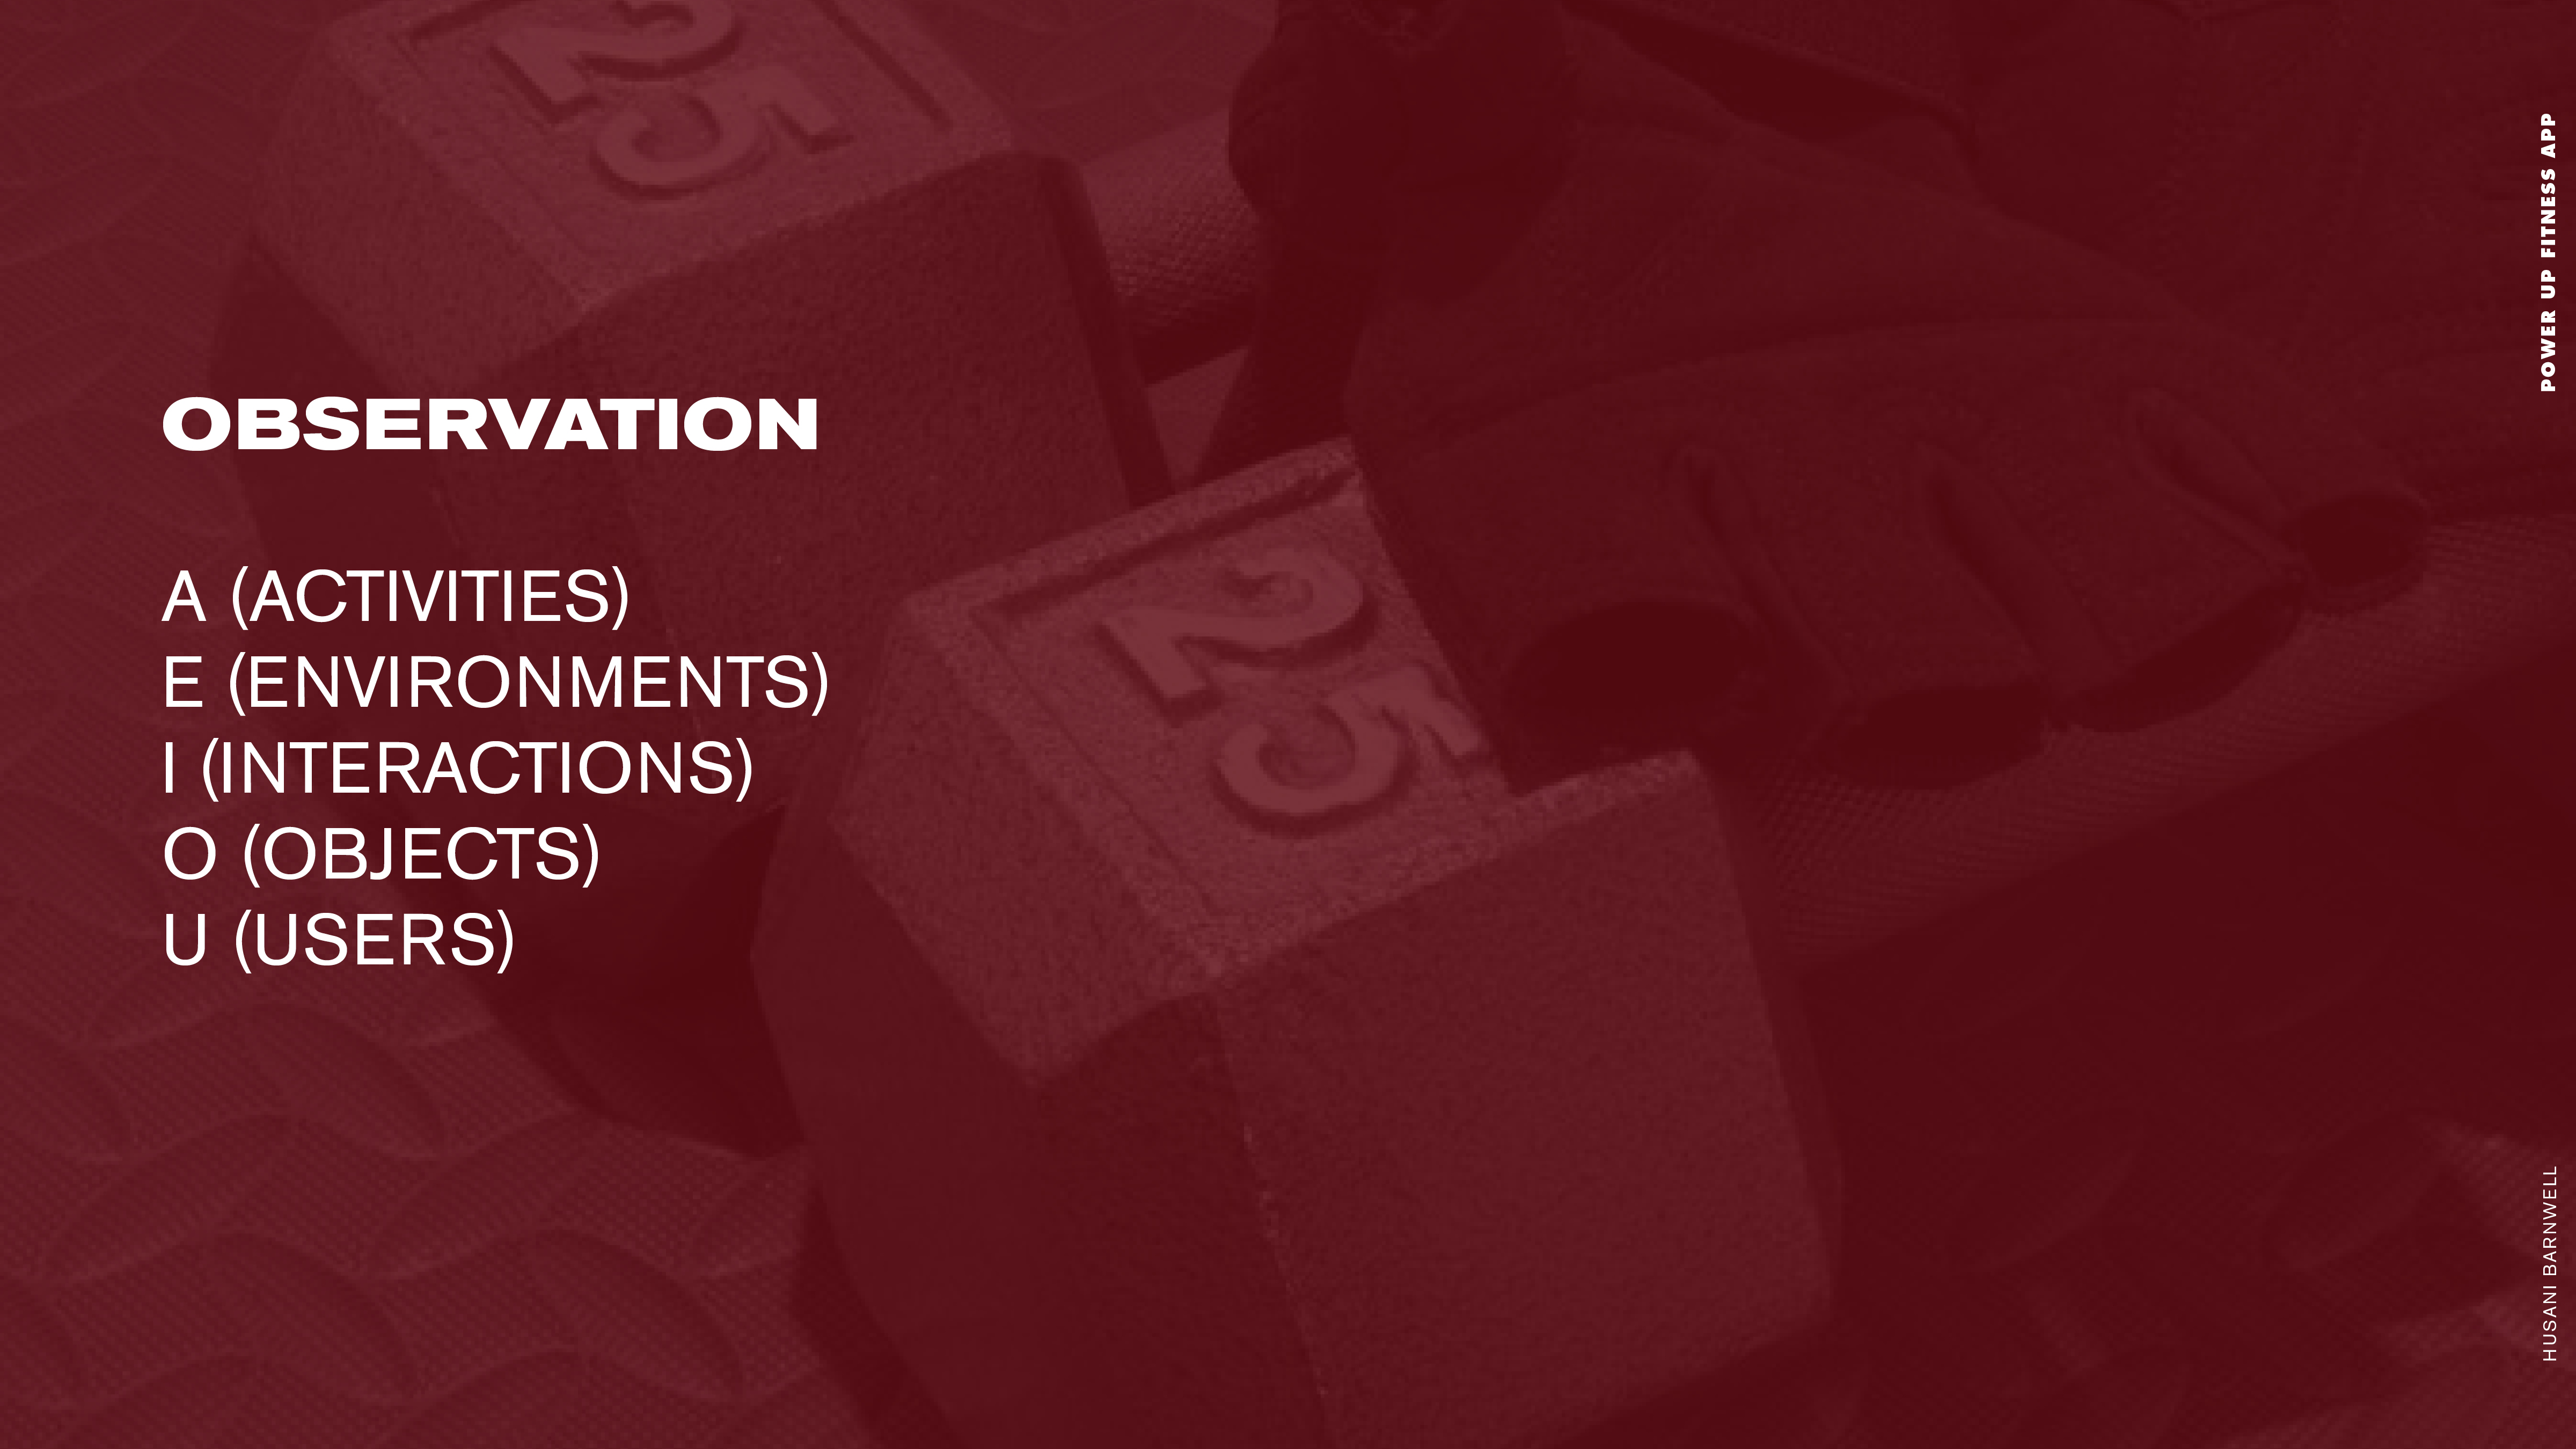 OBSERVATION
A (ACTIVITIES)
E (ENVIRONMENTS)
I (INTERACTIONS)
O (OBJECTS)
U (USERS)
25
25
POWER UP FITNESS APP
HUSANI BARNWELL